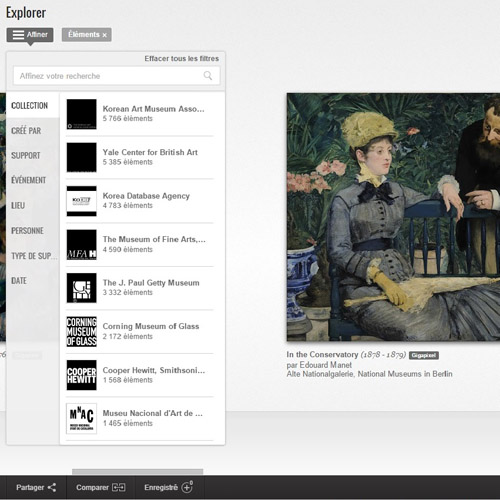 Explorer
Affiner
Éléments ×
Effacer tous les filtres
Affinez votre recherche
COLLECTION
CRÉÉ PAR
SUPPORT
ÉVÉNEMENT
LIEU
PERSONNE
TYPE DE SUP...
DATE
Korean Art Museum Asso...
5 766 éléments
Yale Center for British Art
5 385 éléments
Korea Database Agency
4 783 éléments
MFA H
The Museum of Fine Arts,...
4 590 éléments
The J. Paul Getty Museum
3 332 éléments
CORNING
MUSEUM
OF GLASS
Corning Museum of Glass
2 172 éléments
COOPER
HEWITT
Cooper Hewitt, Smithsoni...
1 568 éléments
Museu Nacional d'Art de ...
1 465 éléments
In the Conservatory (1878 - 1879) Gigapixel
par Edouard Manet
Alte Nationalgalerie, National Museums in Berlin
Partager
Comparer
Enregistré
0